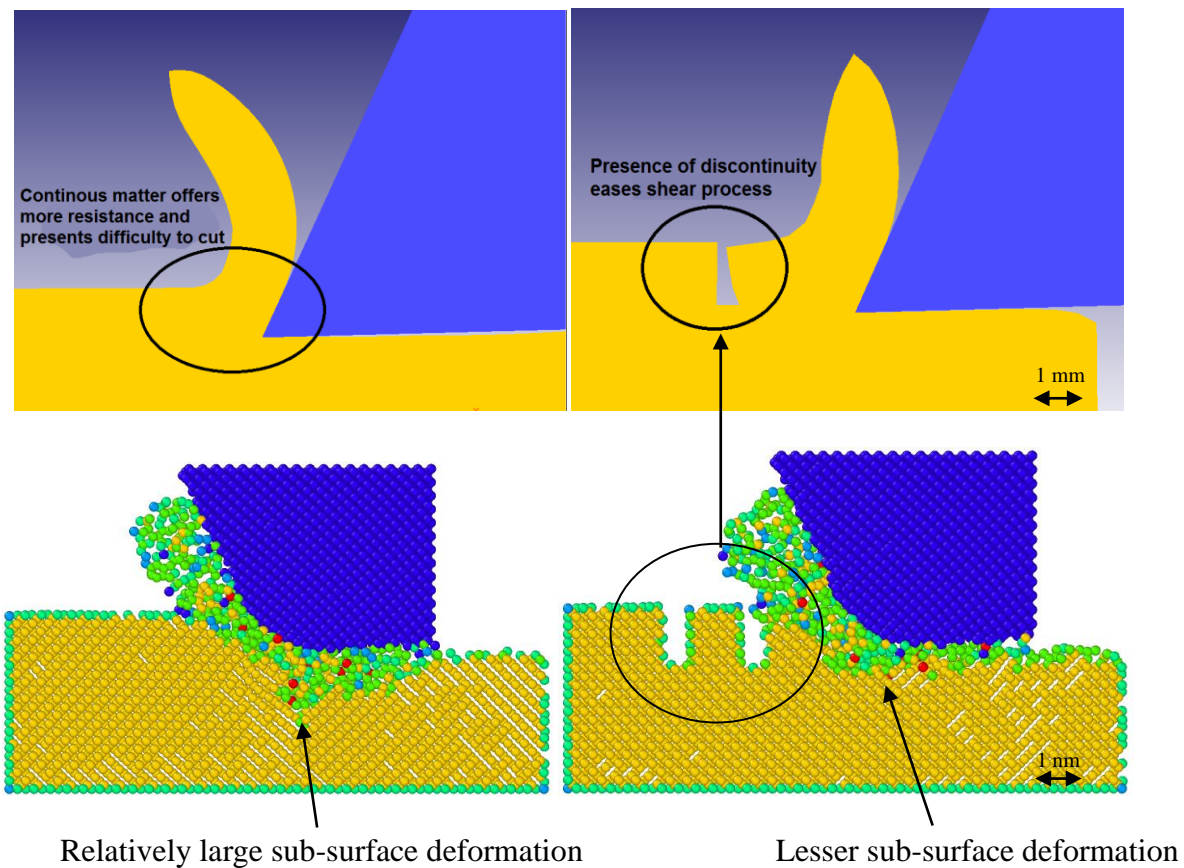 Continous matter offers
more resistance and
presents difficulty to cut
Presence of discontinuity
eases shear process
1 mm
1 nm
Relatively large sub-surface deformation
Lesser sub-surface deformation